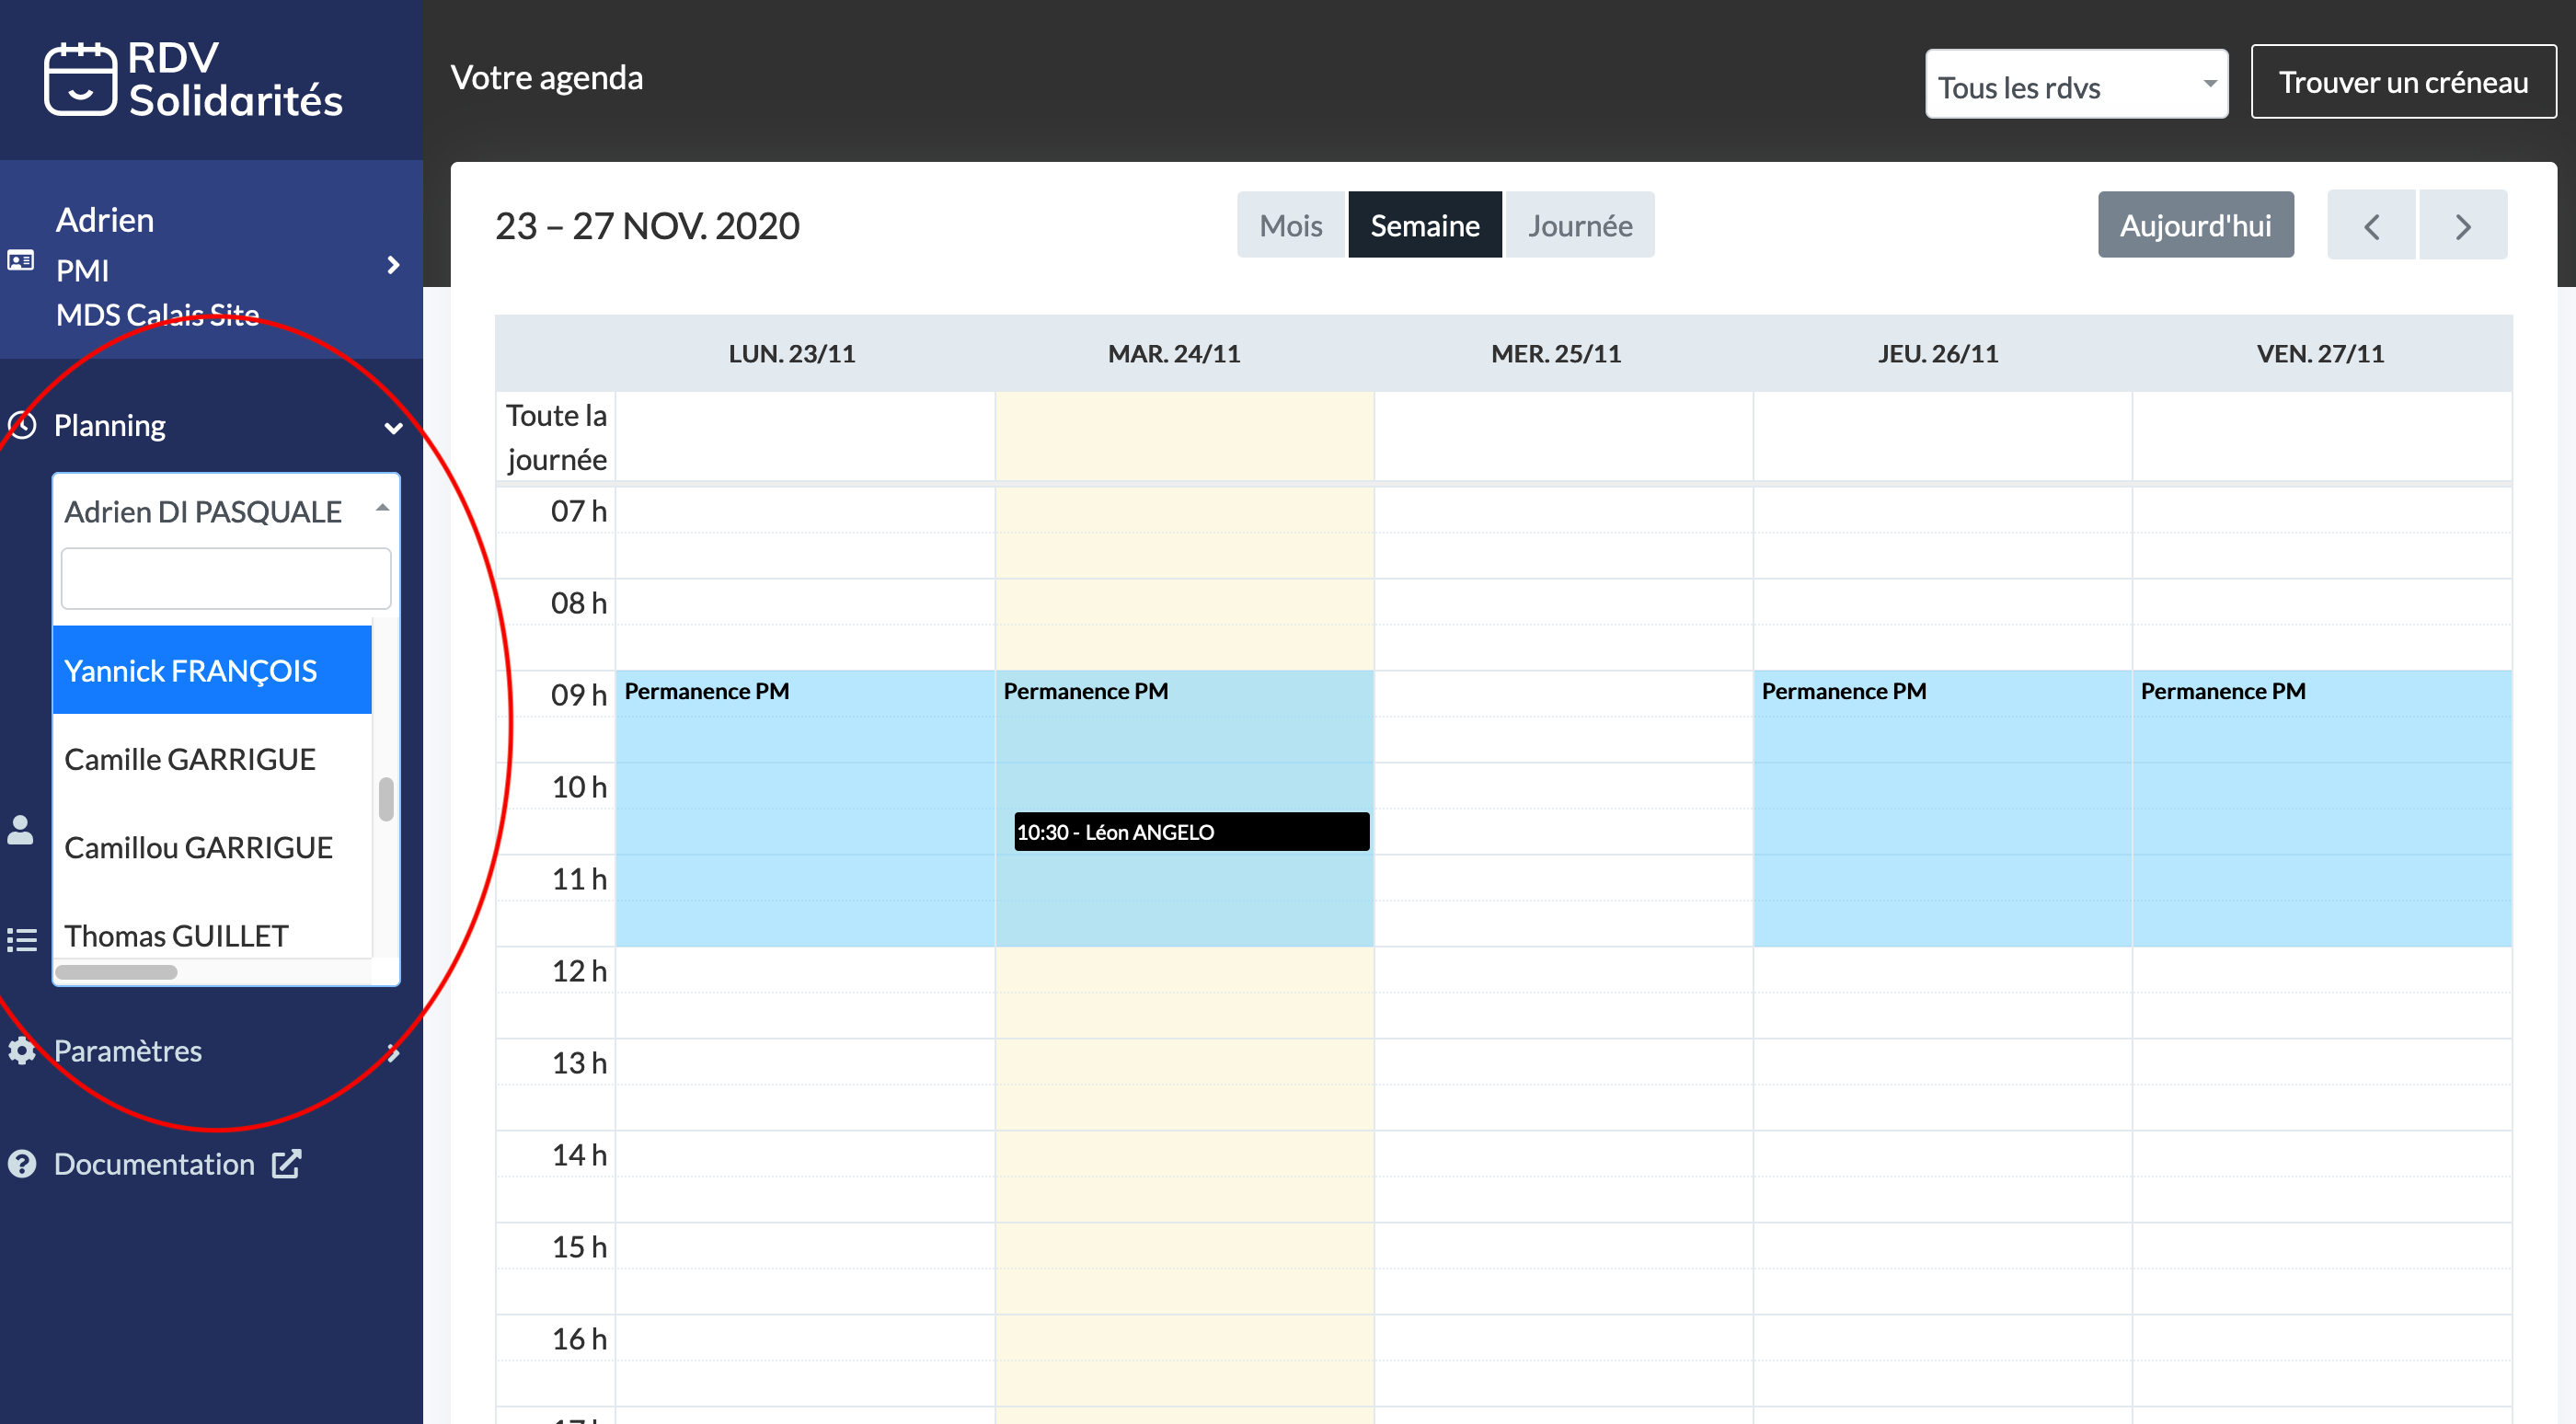 RDV
Solidarités
Adrien
PMI
MDS Calais Site
Planning
Adrien DI PASQUALE
Yannick FRANÇOIS
Camille GARRIGUE
Camillou GARRIGUE
Thomas GUILLET
Paramètres
Documentation
Votre agenda
Tous les rdvs
Trouver un créneau
23 – 27 NOV. 2020
Mois
Semaine
Journée
Aujourd'hui
LUN. 23/11
MAR. 24/11
MER. 25/11
JEU. 26/11
VEN. 27/11
Toute la
journée
07 h
08 h
09 h
Permanence PM
Permanence PM
Permanence PM
Permanence PM
10 h
10:30 - Léon ANGELO
11 h
12 h
13 h
14 h
15 h
16 h